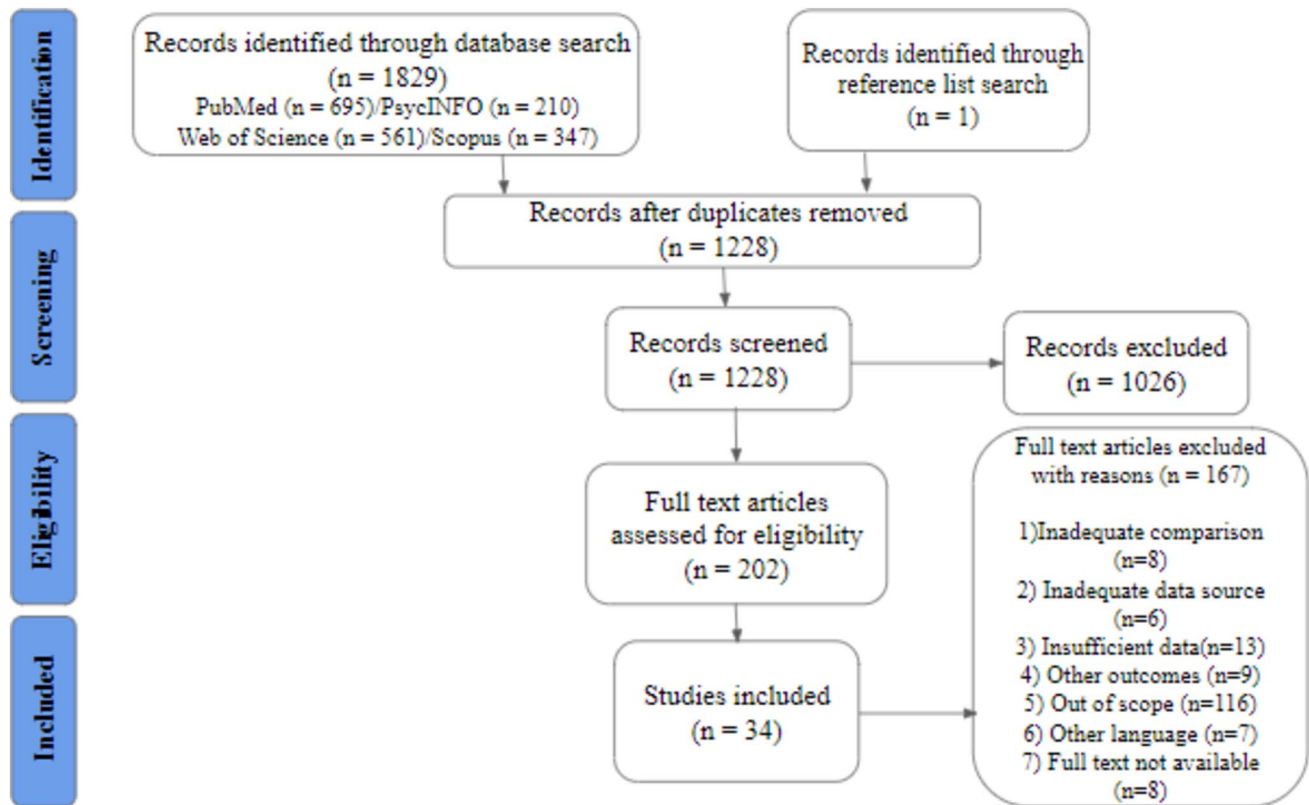 Identification
Records identified through database search
(n = 1829)
PubMed (n = 695)/PsycINFO (n = 210)
Web of Science (n = 561)/Scopus (n = 347)
Records identified through
reference list search
(n = 1)
Screening
Records after duplicates removed
(n = 1228)
Records screened
(n = 1228)
Records excluded
(n = 1026)
Eligibility
Full text articles
assessed for eligibility
(n = 202)
Full text articles excluded
with reasons (n = 167)
1)Inadequate comparison
(n=8)
2) Inadequate data source
(n=6)
3) Insufficient data(n=13)
4) Other outcomes (n=9)
5) Out of scope (n=116)
6) Other language (n=7)
7) Full text not available
(n=8)
Included
Studies included
(n = 34)